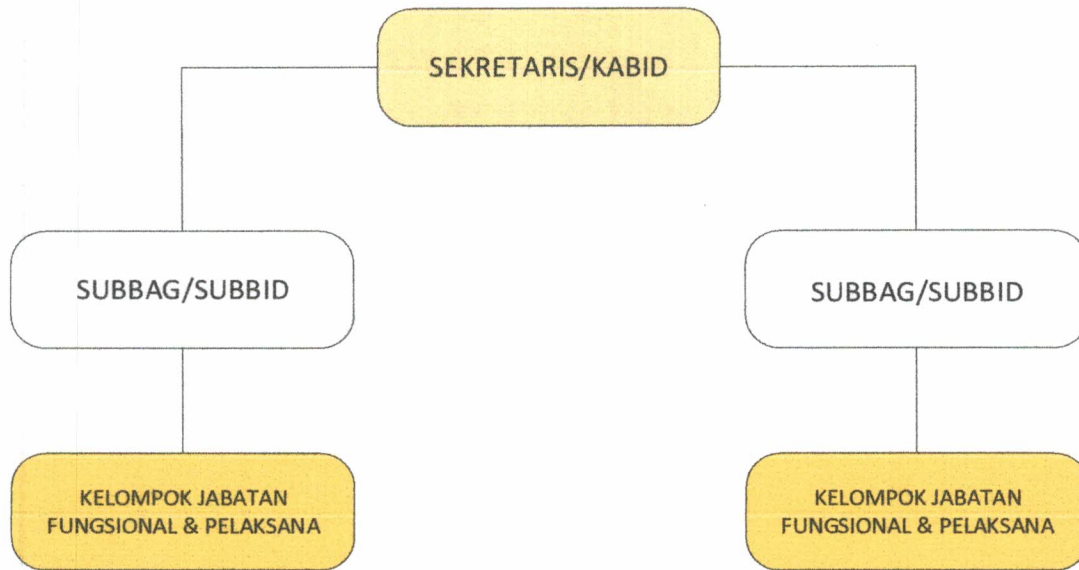 SEKRETARIS/KABID
SUBBAG/SUBBID
SUBBAG/SUBBID
KELOMPOK JABATAN
FUNGSIONAL & PELAKSANA
KELOMPOK JABATAN
FUNGSIONAL & PELAKSANA